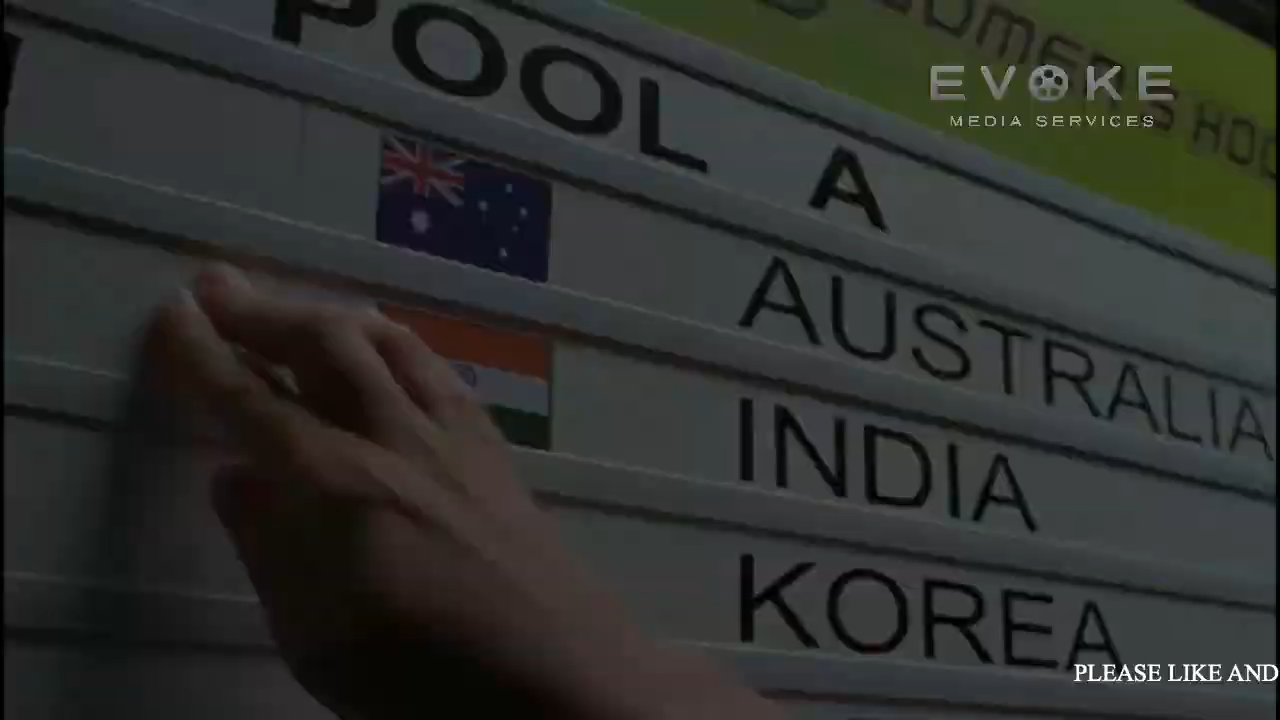 POOL A
EVOKE
MEDIA SERVICES
AUSTRALIA
INDIA
KOREA
PLEASE LIKE AND